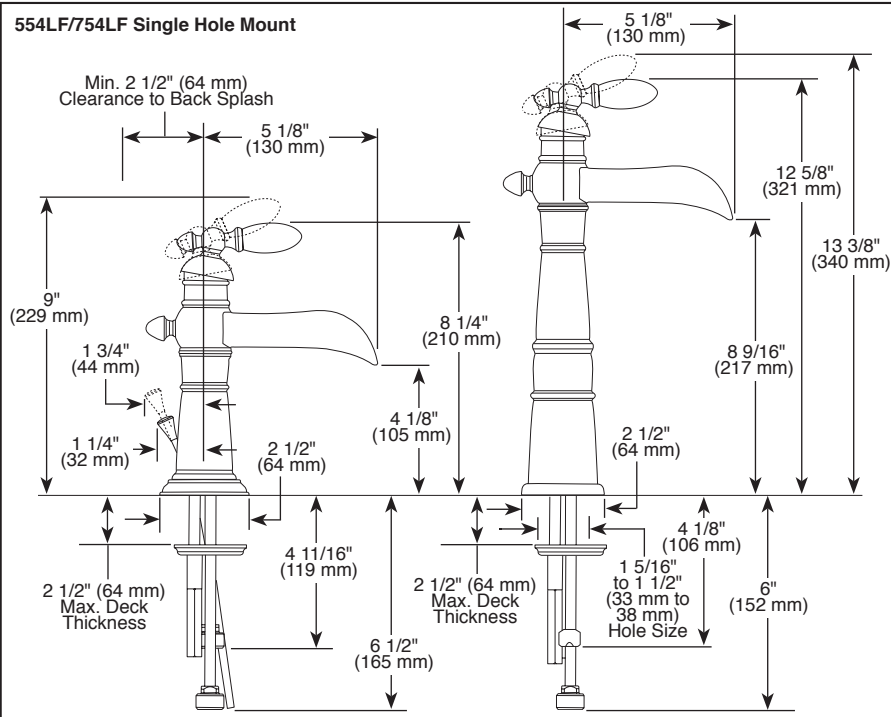 554LF/754LF Single Hole Mount
5 1/8"
(130 mm)
Min. 2 1/2" (64 mm)
Clearance to Back Splash
5 1/8"
(130 mm)
12 5/8"
(321 mm)
13 3/8"
(340 mm)
9"
(229 mm)
8 1/4"
(210 mm)
8 9/16"
(217 mm)
1 3/4"
(44 mm)
4 1/8"
(105 mm)
1 1/4"
(32 mm)
2 1/2"
(64 mm)
2 1/2"
(64 mm)
4 11/16"
(119 mm)
4 1/8"
(106 mm)
2 1/2" (64 mm)
Max. Deck
Thickness
2 1/2" (64 mm)
Max. Deck
Thickness
1 5/16"
to 1 1/2"
(33 mm to
38 mm)
Hole Size
6"
(152 mm)
6 1/2"
(165 mm)